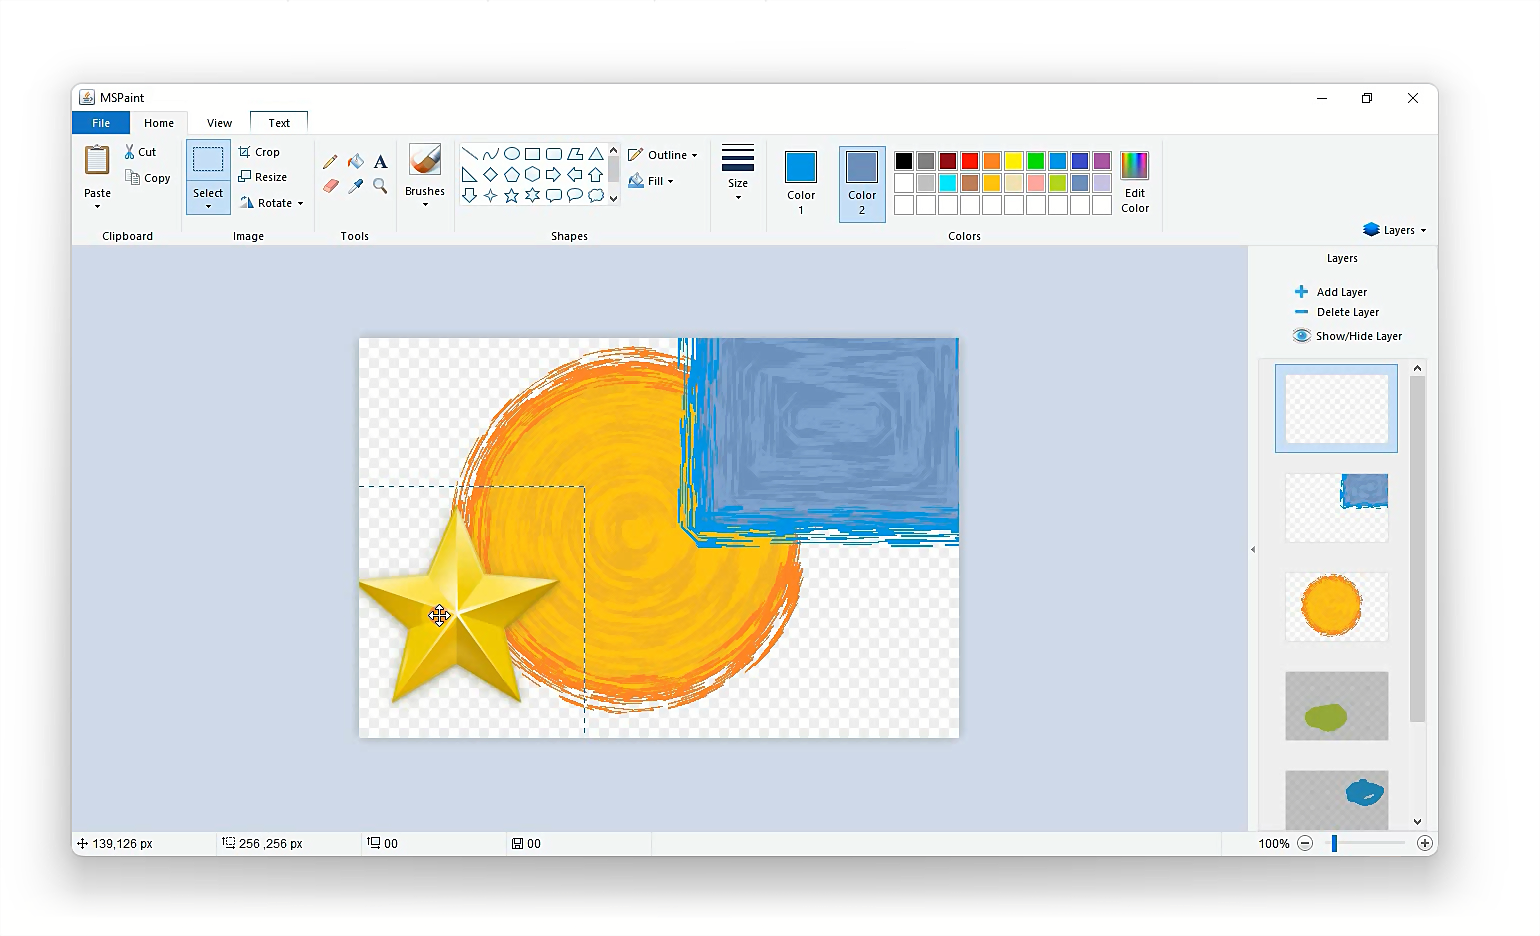 MSPaint
File Home View Text
Paste
Cut
Copy
Clipboard
Select
Crop
Resize
Rotate
Image
A
Tools
Brushes
Outline
Fill
Shapes
Size
Color 1
Color 2
Edit Color
Colors
Layers
Layers
Add Layer
Delete Layer
Show/Hide Layer
139,126 px 256 ,256 px 00 00 100%